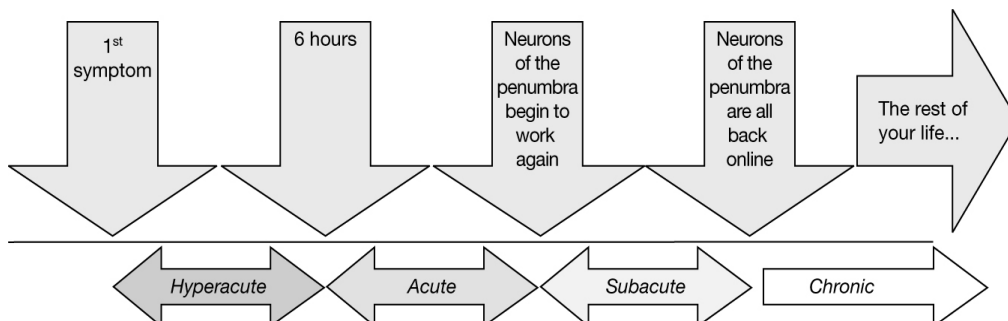 1st
symptom
6 hours
Neurons
of the
penumbra
begin to
work
again
Neurons
of the
penumbra
are all
back
online
The rest of
your life...
Hyperacute
Acute
Subacute
Chronic